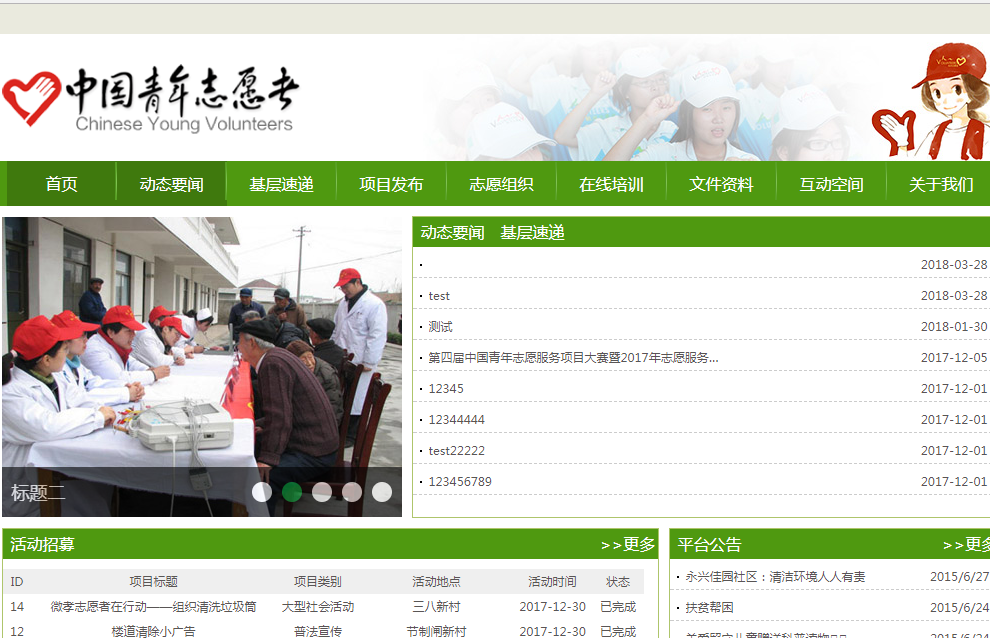 中国青年志愿者
Chinese Young Volunteers
首页 动态要闻 基层速递 项目发布 志愿组织 在线培训 文件资料 互动空间 关于我们
标题二
动态要闻 基层速递
2018-03-28
test 2018-03-28
测试 2018-01-30
第四届中国青年志愿服务项目大赛暨2017年志愿服务... 2017-12-05
12345 2017-12-01
12344444 2017-12-01
test22222 2017-12-01
123456789 2017-12-01
活动招募 >>更多
ID 项目标题 项目类别 活动地点 活动时间 状态
14 微孝志愿者在行动——组织清洗垃圾筒 大型社会活动 三八新村 2017-12-30 已完成
12 楼道清除小广告 普法宣传 节制闸新村 2017-12-30 已完成
平台公告 >>更多
永兴佳园社区：清洁环境人人有责 2015/6/27
扶贫帮困 2015/6/24